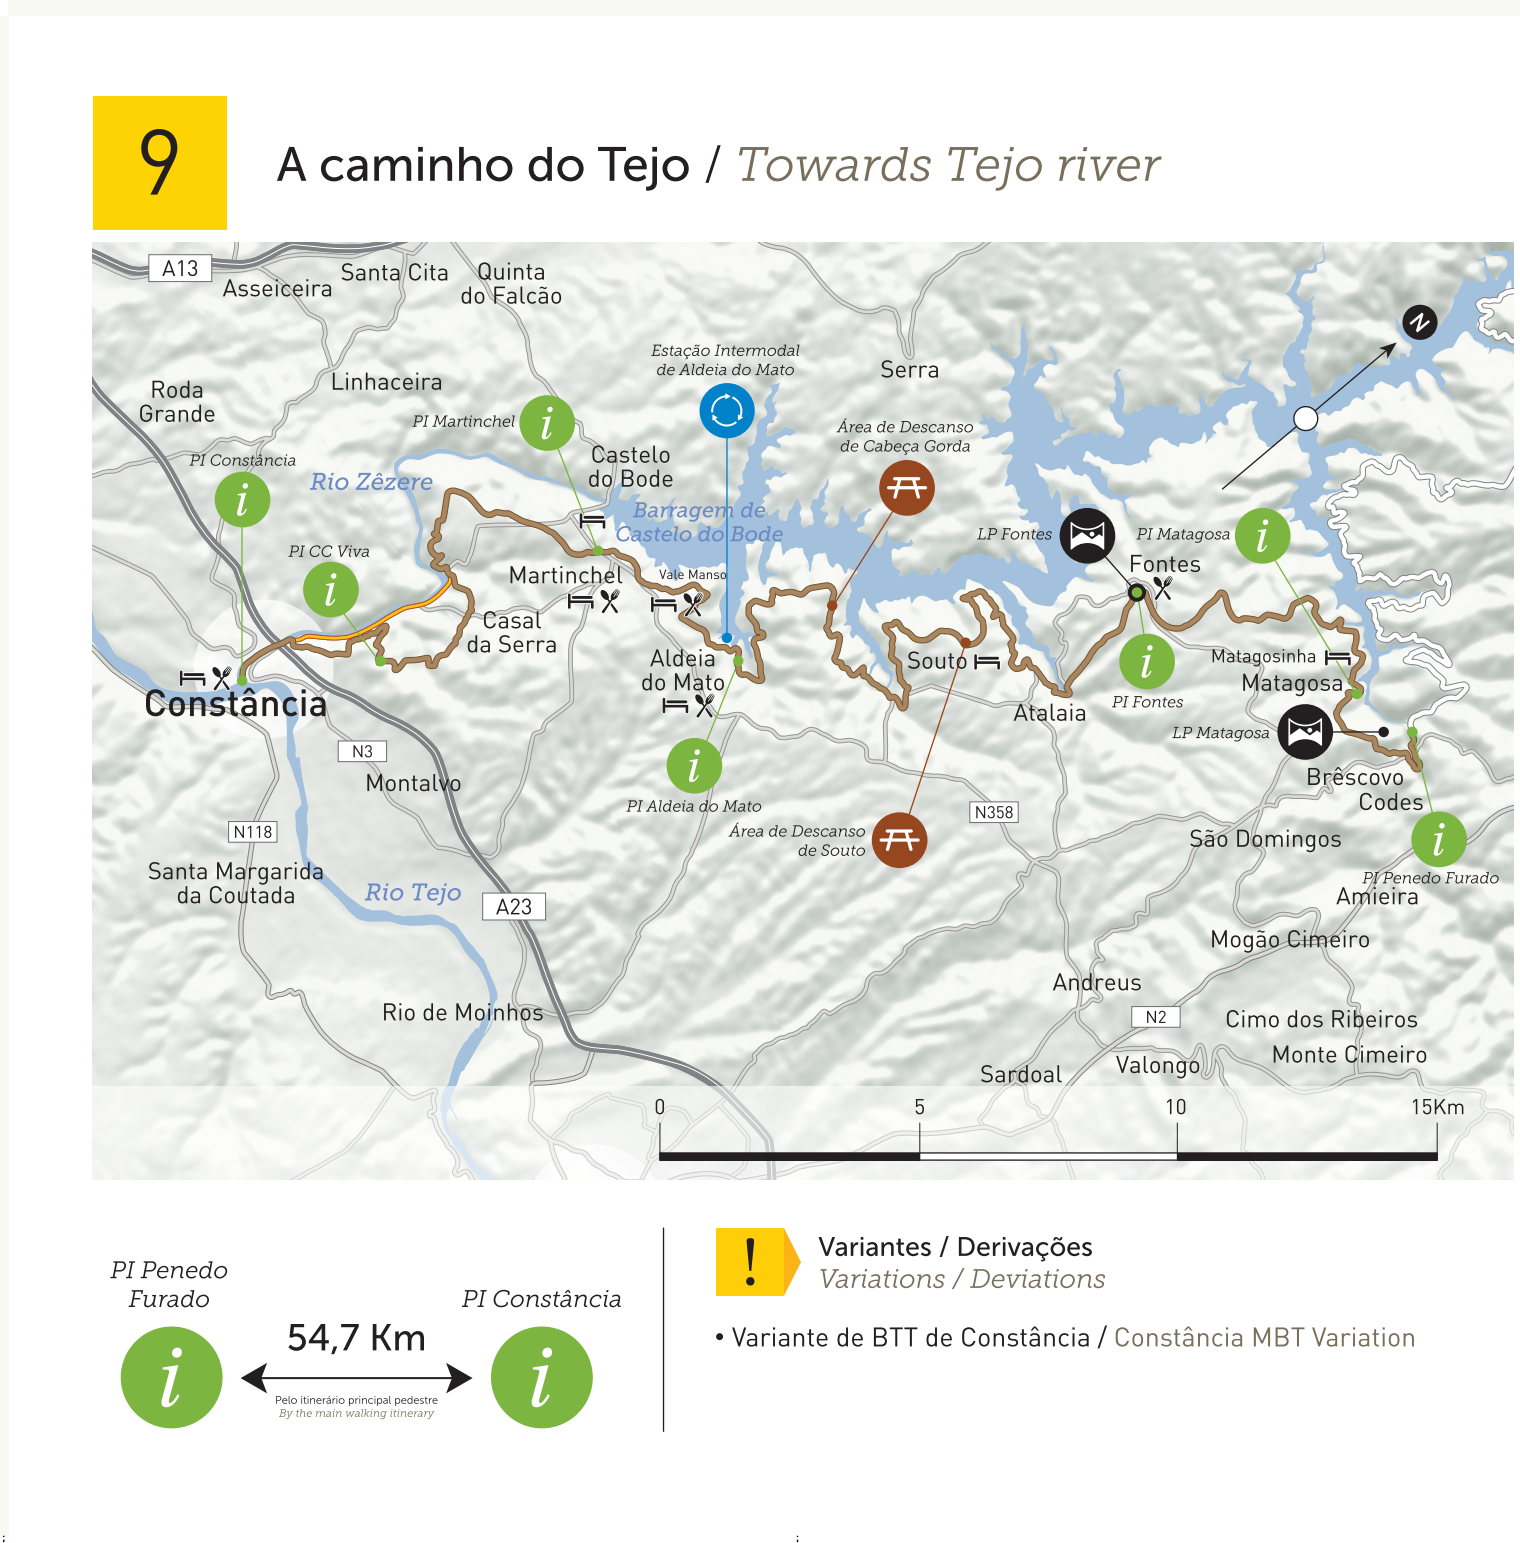 9
A caminho do Tejo / Towards Tejo river
A13
Asseiceira
Santa Cita
Quinta
do Falcão
N
Roda
Grande
Linhaceira
Estação Intermodal
de Aldeia do Mato
Serra
PI Martinchel
i
Área de Descanso
de Cabeça Gorda
PI Constância
i
Rio Zêzere
Castelo
do Bode
Barragem de
Castelo do Bode
LP Fontes
PI Matagosa
i
PI CC Viva
i
Martinchel
Vale Manso
Fontes
Casal
da Serra
Aldeia
do Mato
Souto
i
PI Fontes
Matagosinha
Matagosa
Constância
Atalaia
LP Matagosa
N3
Montalvo
i
PI Aldeia do Mato
Brêscovo
Codes
N118
N358
Área de Descanso
de Souto
São Domingos
i
PI Penedo Furado
Santa Margarida
da Coutada
Rio Tejo
A23
Amieira
Mogão Cimeiro
Andreus
Rio de Moinhos
N2
Cimo dos Ribeiros
Monte Cimeiro
Sardoal
Valongo
0 5 10 15Km
PI Penedo
Furado
PI Constância
i
54,7 Km
i
Pelo itinerário principal pedestre
By the main walking itinerary
!
Variantes / Derivações
Variations / Deviations
• Variante de BTT de Constância / Constância MBT Variation